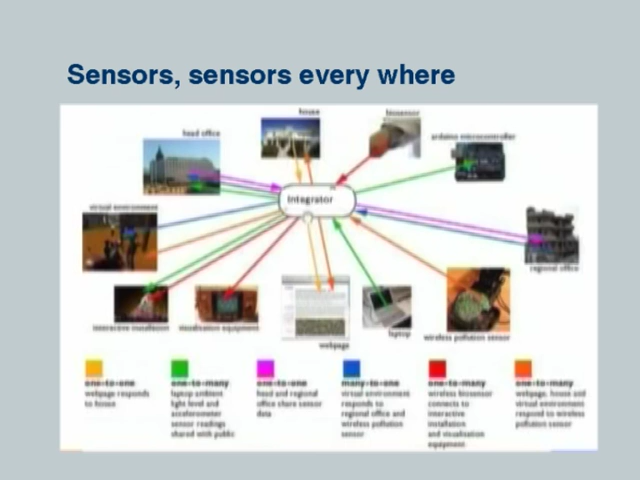 Sensors, sensors every where
house
biosensor
head office
arduino microcontroller
virtual environment
Integrator
regional office
interactive installation
visualisation equipment
laptop
wireless pollution sensor
webpage
one-to-one
webpage responds
to house
one-to-many
laptop ambient
light level and
accelerometer
sensor readings
shared with public
one-to-one
head and regional
office share sensor
data
many-to-one
virtual environment
responds to
regional office and
wireless pollution
sensor
one-to-many
wireless biosensor
connects to
interactive
installation
and visualisation
equipment
one-to-many
webpage, house and
virtual environment
respond to wireless
pollution sensor